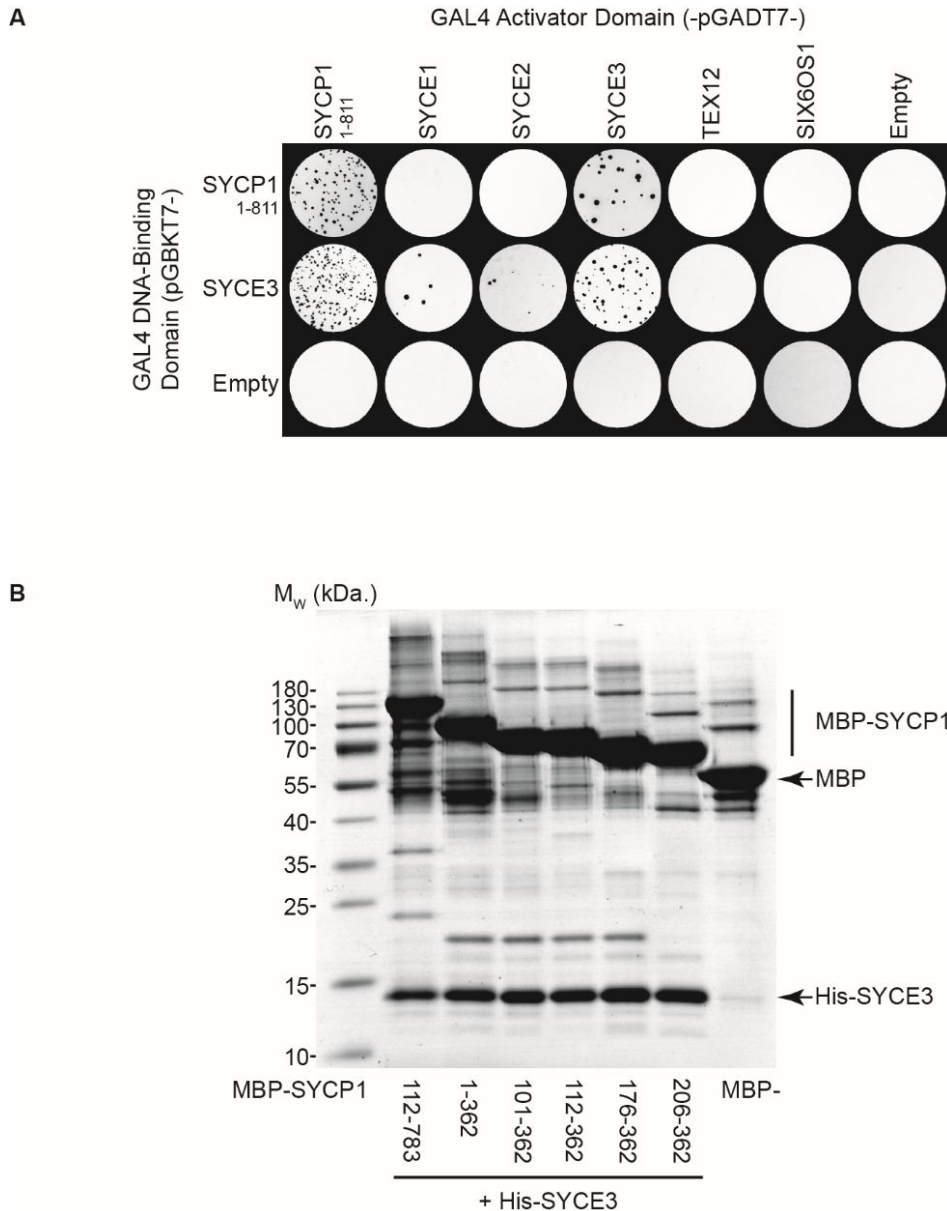 A
GAL4 Activator Domain (-pGADT7-)
SYCP1
1-811
SYCE1
SYCE2
SYCE3
TEX12
SIX6OS1
Empty
GAL4 DNA-Binding
Domain (pGBKT7-)
SYCP1
1-811
SYCE3
Empty
B
MW (kDa.)
180-
130-
100-
70-
55-
40-
35-
25-
15-
10-
MBP-SYCP1
MBP
His-SYCE3
MBP-SYCP1
112-783
1-362
101-362
112-362
176-362
206-362
MBP-
+ His-SYCE3